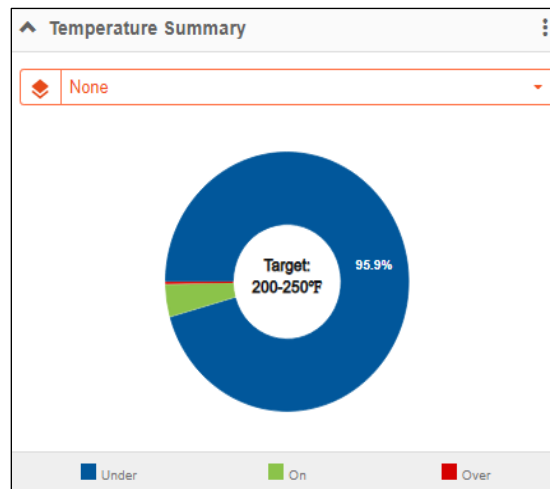 Temperature Summary
None
95.9%
Target:
200-250°F
Under
On
Over